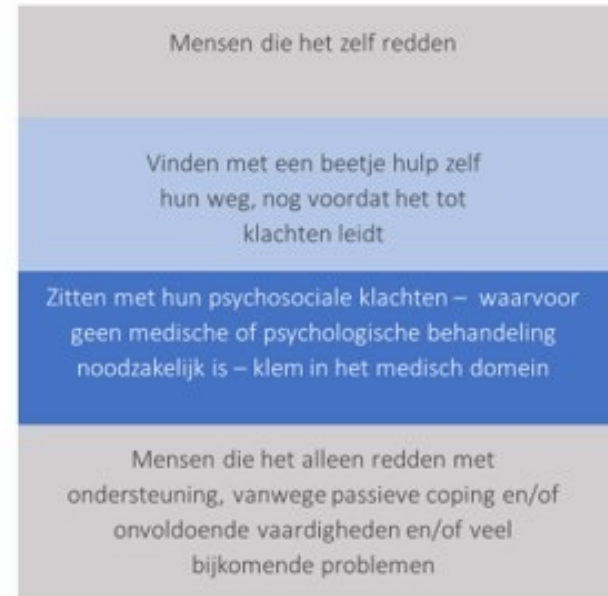 Mensen die het zelf redden
Vinden met een beetje hulp zelf
hun weg, nog voordat het tot
klachten leidt
Zitten met hun psychosociale klachten – waarvoor
geen medische of psychologische behandeling
noodzakelijk is – klem in het medisch domein
Mensen die het alleen redden met
ondersteuning, vanwege passieve coping en/of
onvoldoende vaardigheden en/of veel
bijkomende problemen